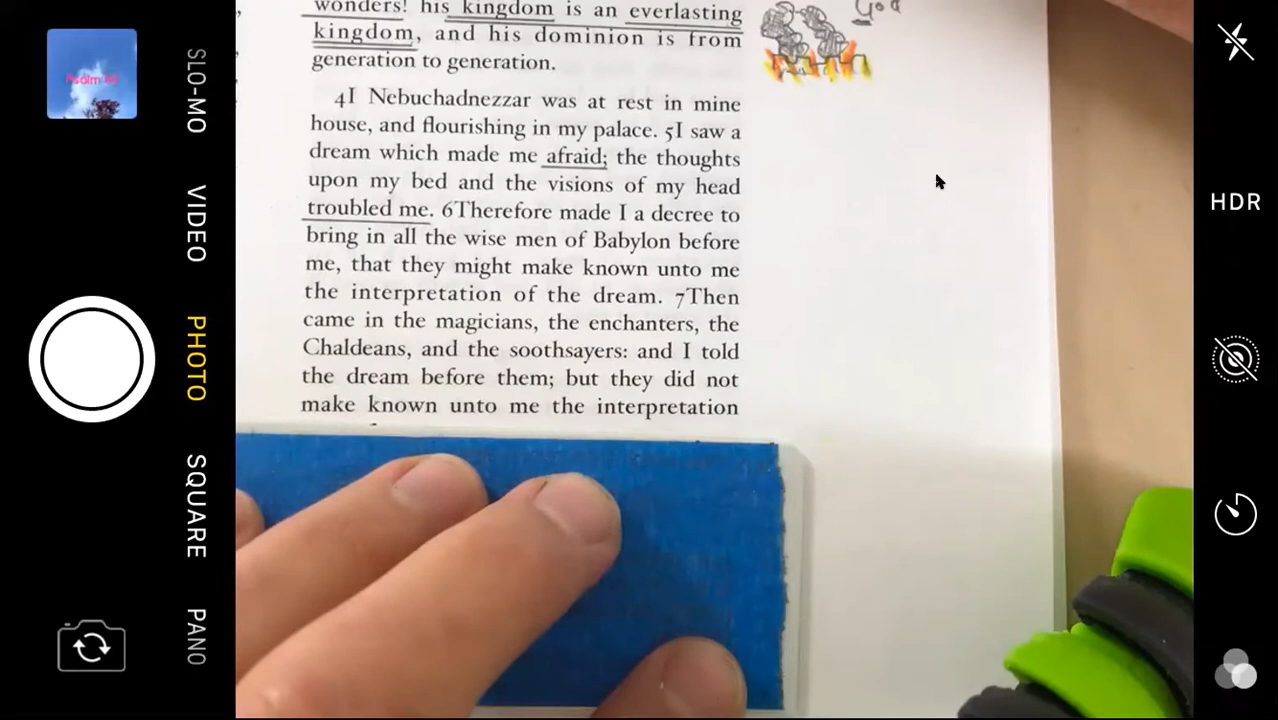 SLO-MO
VIDEO
PHOTO
SQUARE
PANO
HDR
wonders! his kingdom is an everlasting
kingdom, and his dominion is from
generation to generation.
4I Nebuchadnezzar was at rest in mine
house, and flourishing in my palace. 5I saw a
dream which made me afraid; the thoughts
upon my bed and the visions of my head
troubled me. 6Therefore made I a decree to
bring in all the wise men of Babylon before
me, that they might make known unto me
the interpretation of the dream. 7Then
came in the magicians, the enchanters, the
Chaldeans, and the soothsayers: and I told
the dream before them; but they did not
make known unto me the interpretation
God